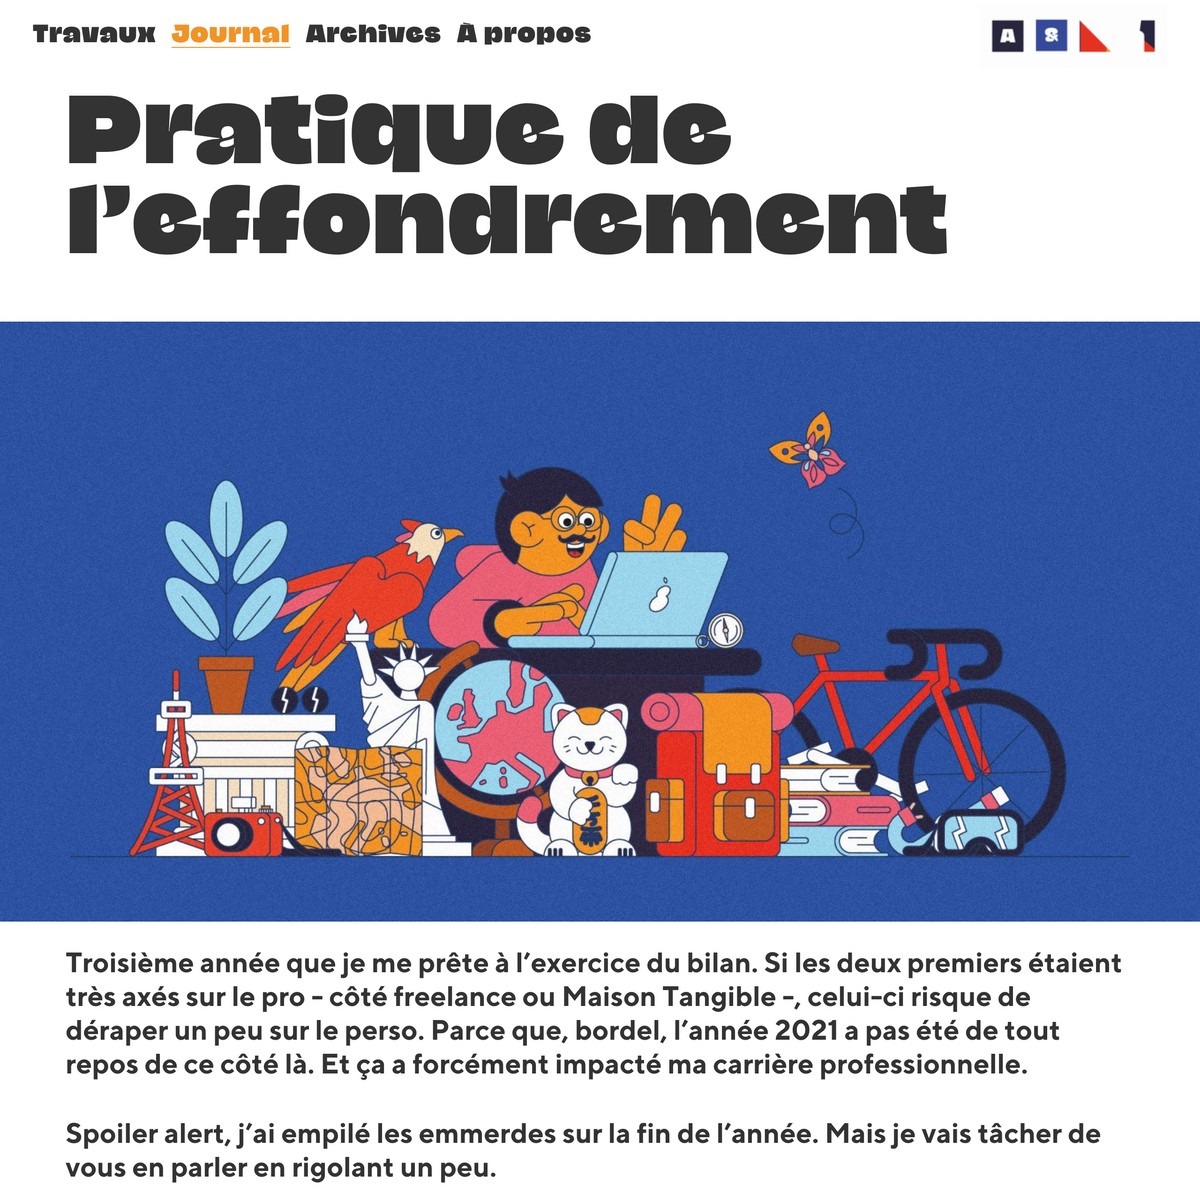 Travaux Journal Archives À propos
A & 1
Pratique de
l’effondrement
Troisième année que je me prête à l’exercice du bilan. Si les deux premiers étaient
très axés sur le pro – côté freelance ou Maison Tangible –, celui-ci risque de
déraper un peu sur le perso. Parce que, bordel, l’année 2021 a pas été de tout
repos de ce côté là. Et ça a forcément impacté ma carrière professionnelle.
Spoiler alert, j’ai empilé les emmerdes sur la fin de l’année. Mais je vais tâcher de
vous en parler en rigolant un peu.